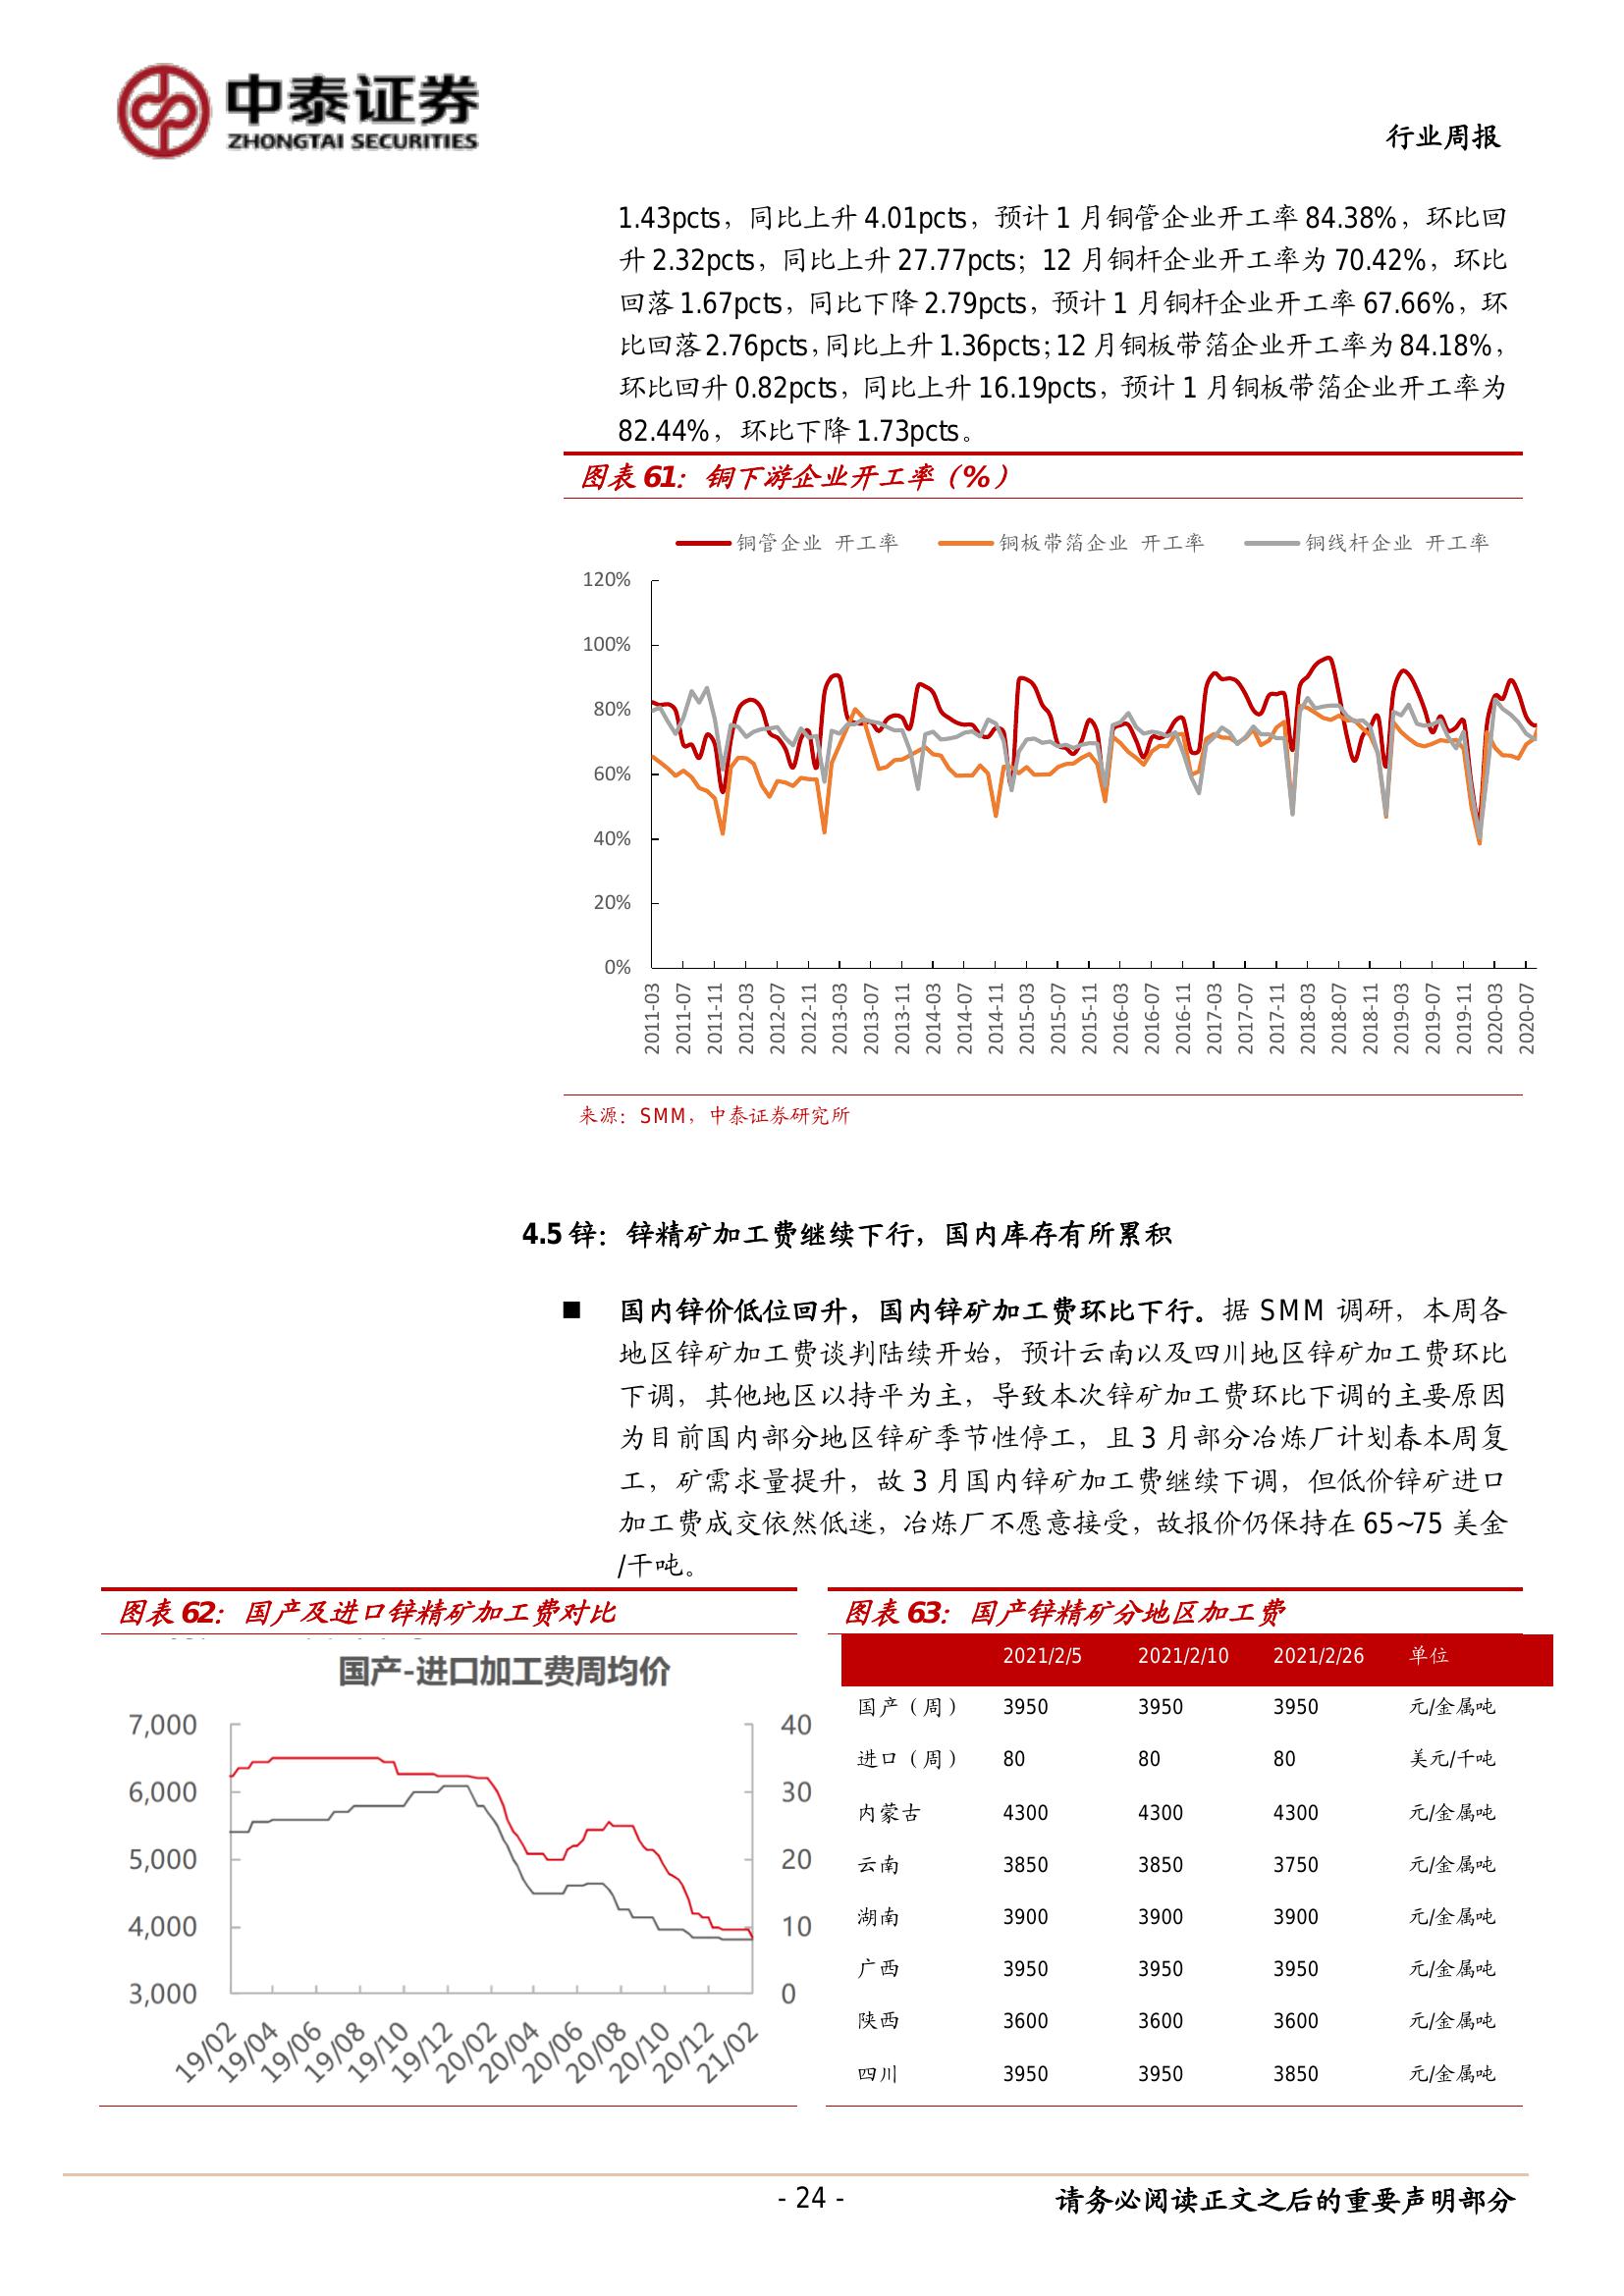 中泰证券
ZHONGTAI SECURITIES
行业周报
1.43pcts，同比上升 4.01pcts，预计 1 月铜管企业开工率 84.38%，环比回
升 2.32pcts，同比上升 27.77pcts；12 月铜杆企业开工率为 70.42%，环比
回落 1.67pcts，同比下降 2.79pcts，预计 1 月铜杆企业开工率 67.66%，环
比回落 2.76pcts，同比上升 1.36pcts；12 月铜板带箔企业开工率为 84.18%，
环比回升 0.82pcts，同比上升 16.19pcts，预计 1 月铜板带箔企业开工率为
82.44%，环比下降 1.73pcts。
图表 61：铜下游企业开工率（%）
铜管企业 开工率 铜板带箔企业 开工率 铜线杆企业 开工率
120%
100%
80%
60%
40%
20%
0%
2011-03 2011-07 2011-11 2012-03 2012-07 2012-11 2013-03 2013-07 2013-11 2014-03 2014-07 2014-11 2015-03 2015-07 2015-11 2016-03 2016-07 2016-11 2017-03 2017-07 2017-11 2018-03 2018-07 2018-11 2019-03 2019-07 2019-11 2020-03 2020-07
来源：SMM，中泰证券研究所
4.5 锌：锌精矿加工费继续下行，国内库存有所累积
■ 国内锌价低位回升，国内锌矿加工费环比下行。据 SMM 调研，本周各
地区锌矿加工费谈判陆续开始，预计云南以及四川地区锌矿加工费环比
下调，其他地区以持平为主，导致本次锌矿加工费环比下调的主要原因
为目前国内部分地区锌矿季节性停工，且 3 月部分冶炼厂计划春本周复
工，矿需求量提升，故 3 月国内锌矿加工费继续下调，但低价锌矿进口
加工费成交依然低迷，冶炼厂不愿意接受，故报价仍保持在 65~75 美金
/干吨。
图表 62：国产及进口锌精矿加工费对比
国产-进口加工费周均价
7,000 40
6,000 30
5,000 20
4,000 10
3,000 0
19/02 19/04 19/06 19/08 19/10 19/12 20/02 20/04 20/06 20/08 20/10 20/12 21/02
图表 63：国产锌精矿分地区加工费
2021/2/5 2021/2/10 2021/2/26 单位
国产（周） 3950 3950 3950 元/金属吨
进口（周） 80 80 80 美元/干吨
内蒙古 4300 4300 4300 元/金属吨
云南 3850 3850 3750 元/金属吨
湖南 3900 3900 3900 元/金属吨
广西 3950 3950 3950 元/金属吨
陕西 3600 3600 3600 元/金属吨
四川 3950 3950 3850 元/金属吨
- 24 -
请务必阅读正文之后的重要声明部分